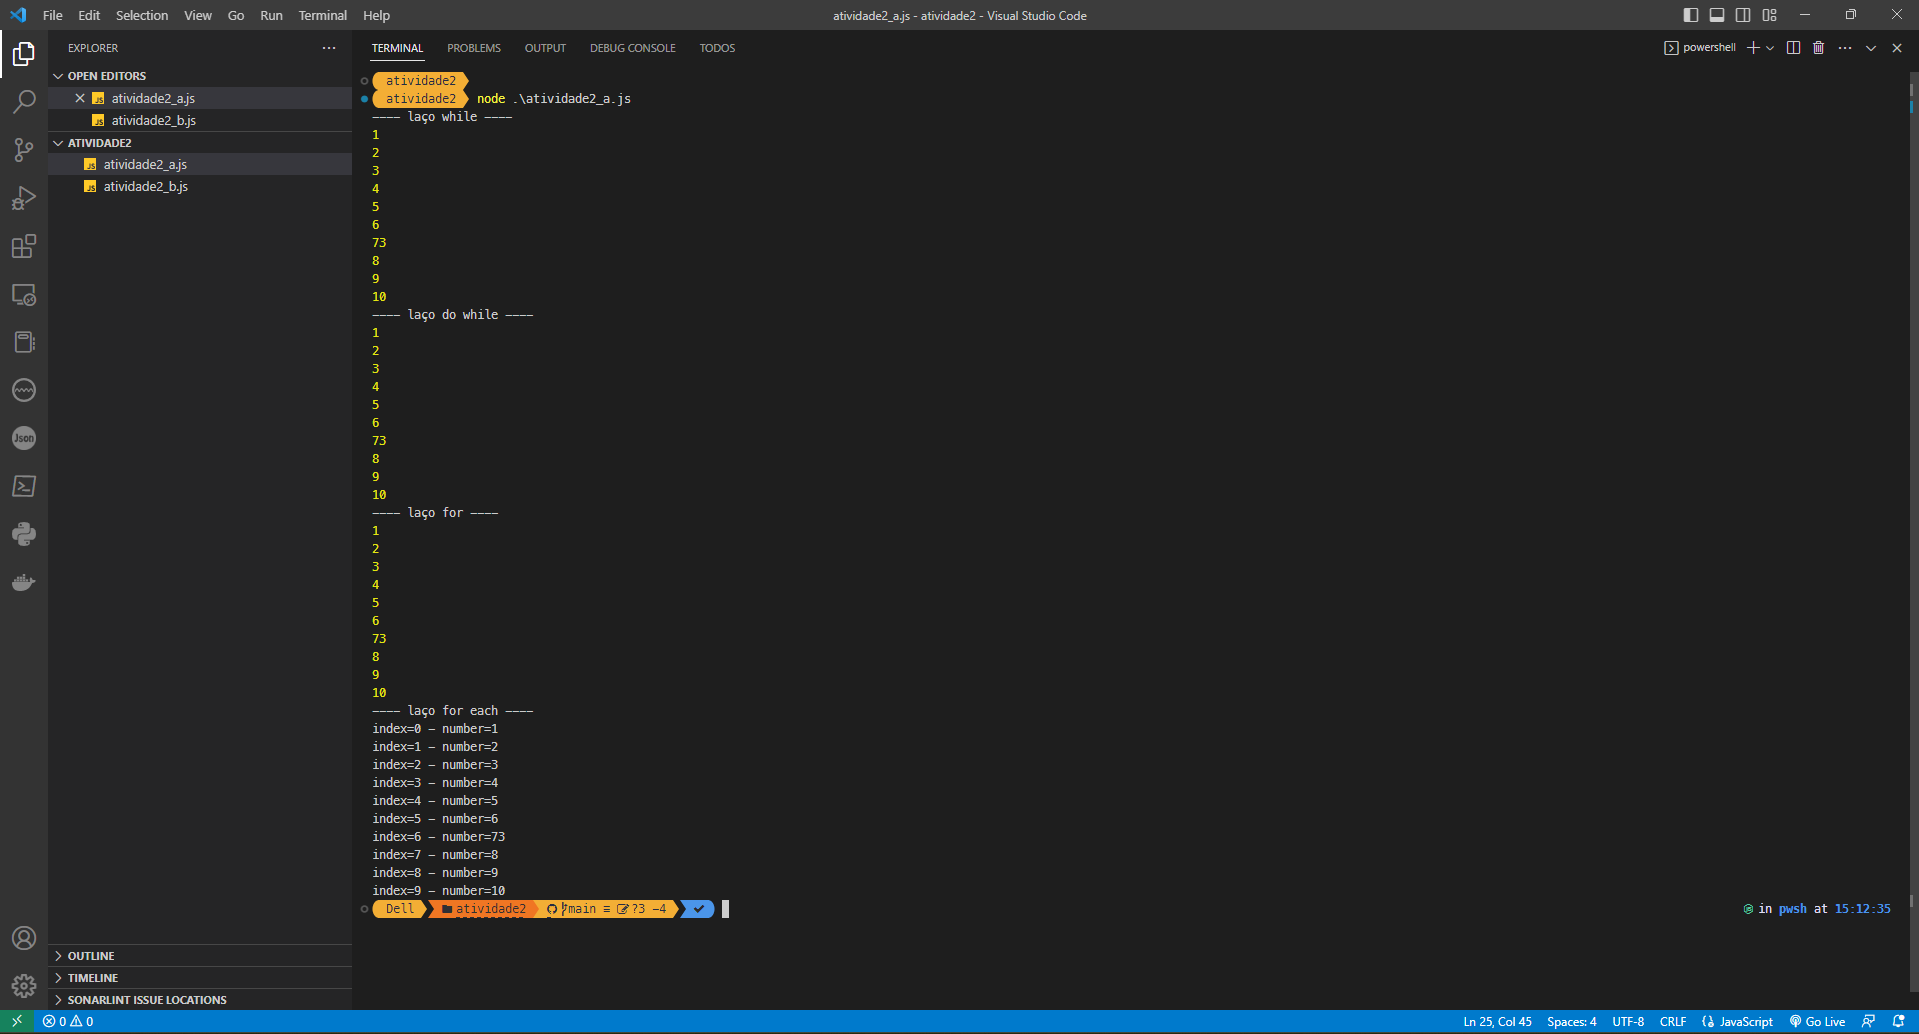 File Edit Selection View Go Run Terminal Help
atividade2_a.js - atividade2 - Visual Studio Code
EXPLORER
OPEN EDITORS
JS atividade2_a.js
JS atividade2_b.js
ATIVIDADE2
JS atividade2_a.js
JS atividade2_b.js
Json
OUTLINE
TIMELINE
SONARLINT ISSUE LOCATIONS
TERMINAL PROBLEMS OUTPUT DEBUG CONSOLE TODOS
powershell
atividade2
atividade2 node .\atividade2_a.js
---- laço while ----
1
2
3
4
5
6
73
8
9
10
---- laço do while ----
1
2
3
4
5
6
73
8
9
10
---- laço for ----
1
2
3
4
5
6
73
8
9
10
---- laço for each ----
index=0 - number=1
index=1 - number=2
index=2 - number=3
index=3 - number=4
index=4 - number=5
index=5 - number=6
index=6 - number=73
index=7 - number=8
index=8 - number=9
index=9 - number=10
Dell atividade2 main ≡ ?3 -4
in pwsh at 15:12:35
0 0
Ln 25, Col 45 Spaces: 4 UTF-8 CRLF JavaScript Go Live